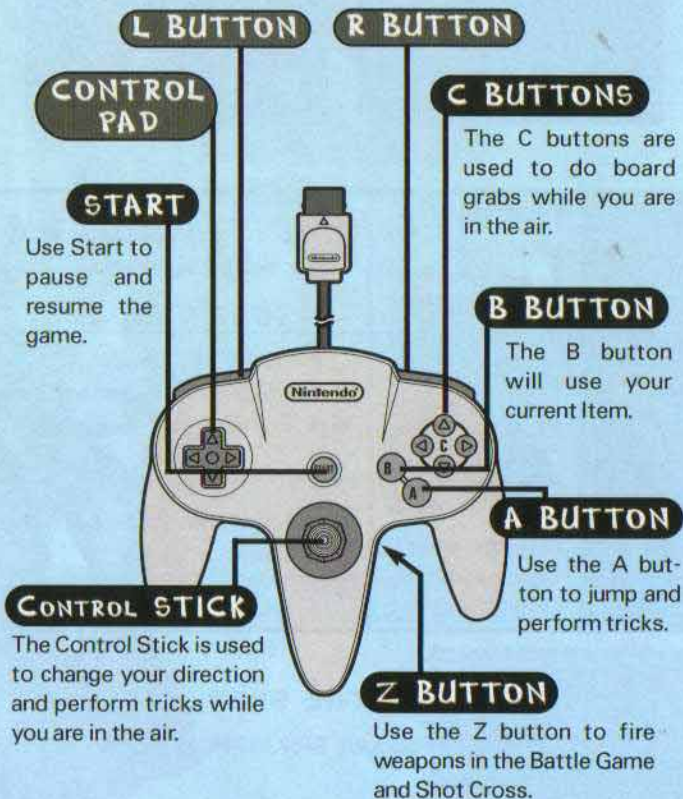 L BUTTON
R BUTTON
CONTROL
PAD
C BUTTONS
The C buttons are
used to do board
grabs while you are
in the air.
START
Use Start to
pause and
resume the
game.
B BUTTON
The B button
will use your
current Item.
Nintendo
C
START
B
A
A BUTTON
Use the A but-
ton to jump and
perform tricks.
CONTROL STICK
The Control Stick is used
to change your direction
and perform tricks while
you are in the air.
Z BUTTON
Use the Z button to fire
weapons in the Battle Game
and Shot Cross.